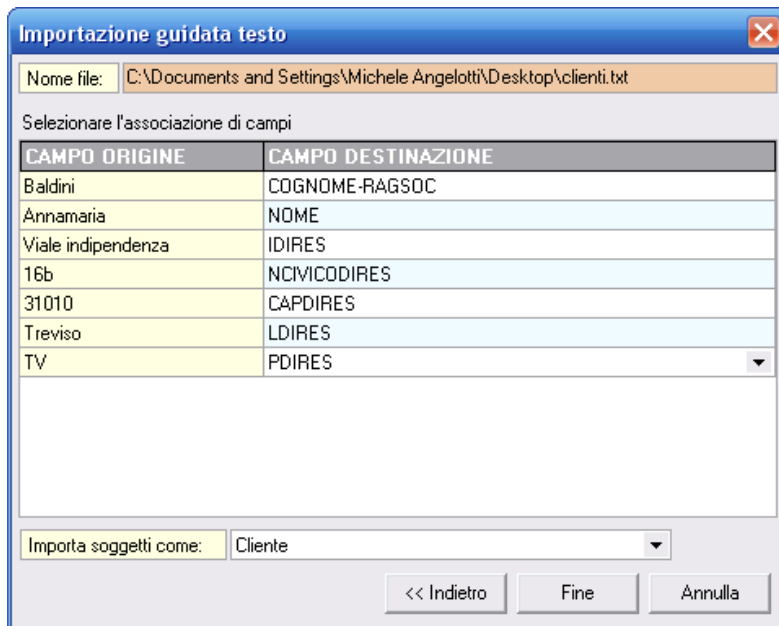 Importazione guidata testo
Nome file: C:\Documents and Settings\Michele Angelotti\Desktop\clienti.txt
Selezionare l'associazione di campi
CAMPO ORIGINE CAMPO DESTINAZIONE
Baldini COGNOME-RAGSOC
Annamaria NOME
Viale indipendenza IDIRES
16b NCIVICODIRES
31010 CAPDIRES
Treviso LDIRES
TV PDIRES
Importa soggetti come: Cliente
<< Indietro Fine Annulla